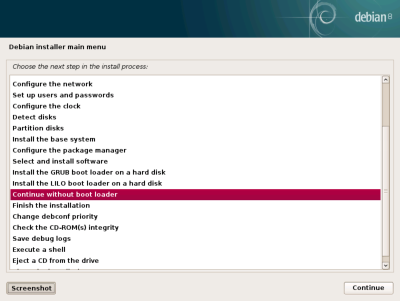 debian
Debian installer main menu
Choose the next step in the install process:
Configure the network
Set up users and passwords
Configure the clock
Detect disks
Partition disks
Install the base system
Configure the package manager
Select and install software
Install the GRUB boot loader on a hard disk
Install the LILO boot loader on a hard disk
Continue without boot loader
Finish the installation
Change debconf priority
Check the CD-ROM(s) integrity
Save debug logs
Execute a shell
Eject a CD from the drive
Screenshot
Continue